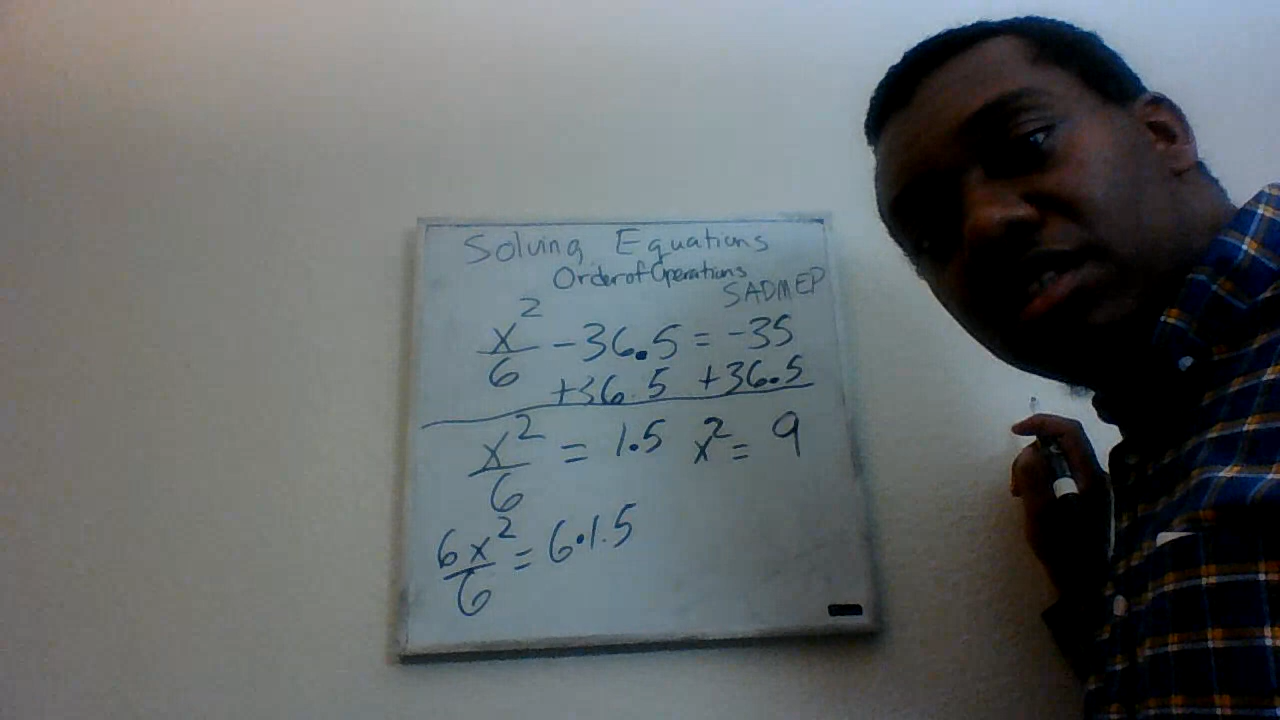 Solving Equations
Order of Operations
SADMEP
x²/6 -36.5 = -35
+36.5 +36.5
x²/6 = 1.5 x² = 9
6x²/6 = 6·1.5